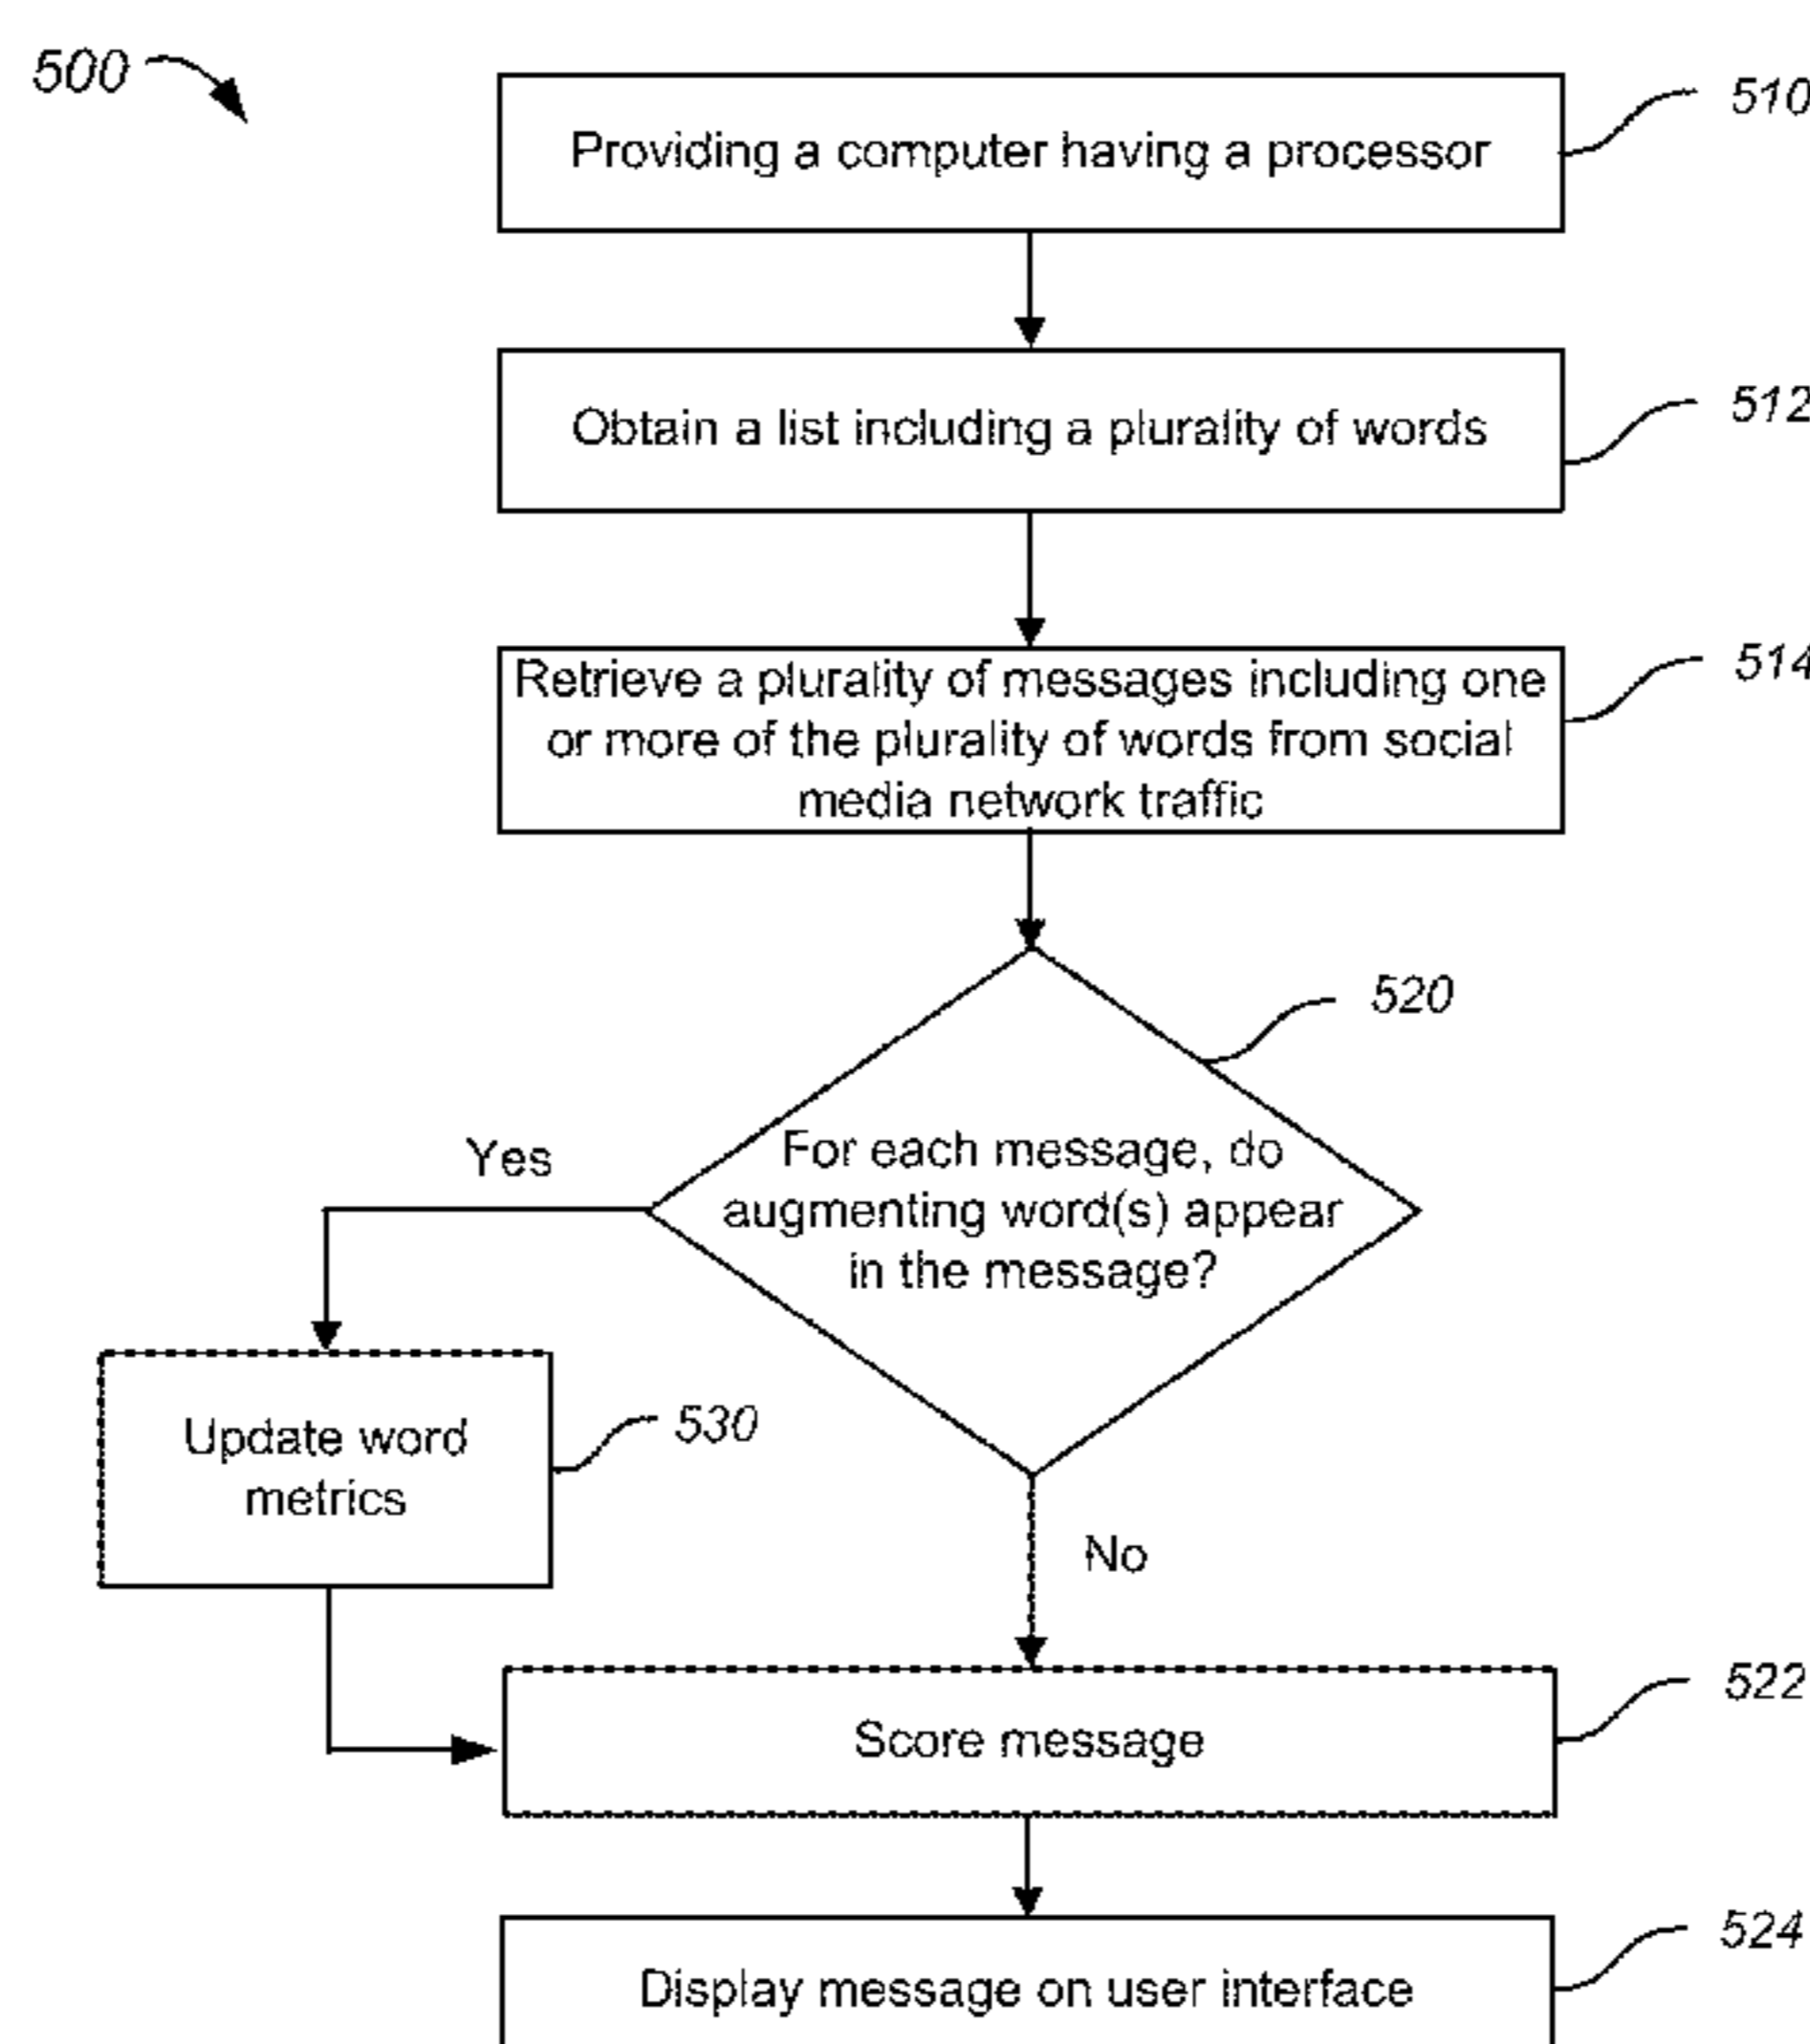 500
Providing a computer having a processor
510
Obtain a list including a plurality of words
512
Retrieve a plurality of messages including one
or more of the plurality of words from social
media network traffic
514
520
For each message, do
augmenting word(s) appear
in the message?
Yes
Update word
metrics
530
No
Score message
522
Display message on user interface
524